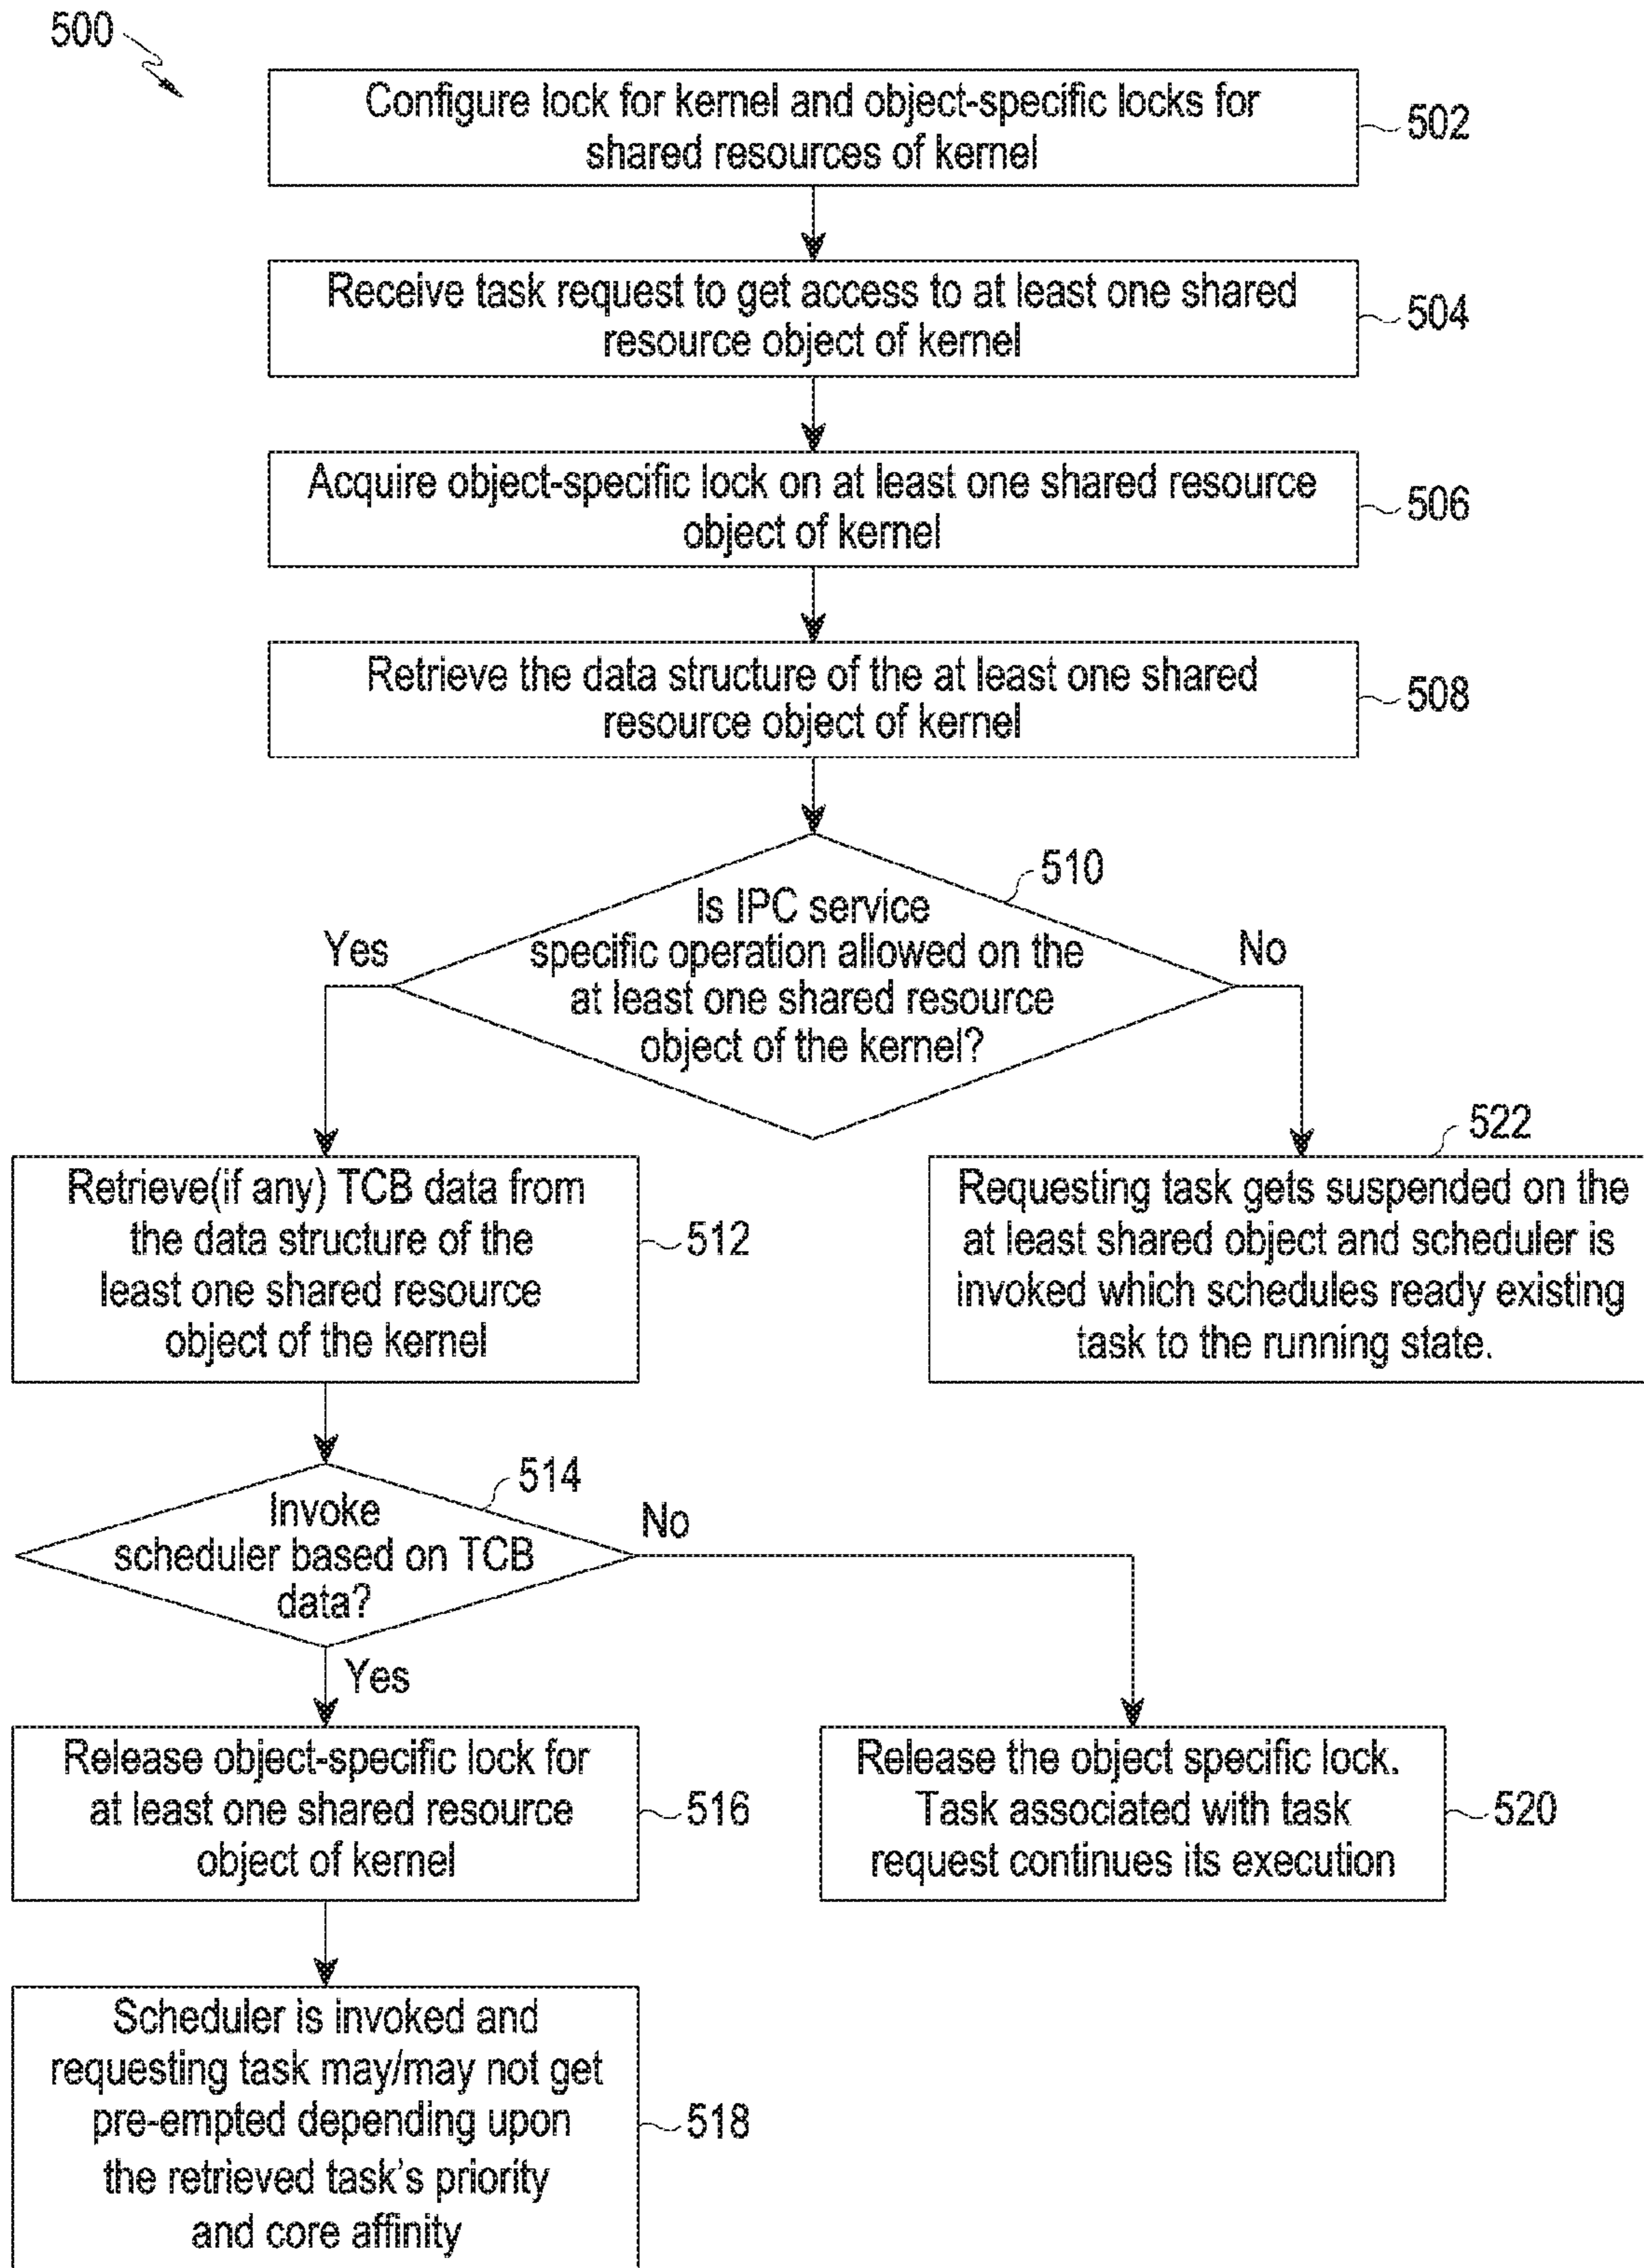 500
Configure lock for kernel and object-specific locks for
shared resources of kernel
502
Receive task request to get access to at least one shared
resource object of kernel
504
Acquire object-specific lock on at least one shared resource
object of kernel
506
Retrieve the data structure of the at least one shared
resource object of kernel
508
510
Is IPC service
specific operation allowed on the
at least one shared resource
object of the kernel?
Yes
No
Retrieve(if any) TCB data from
the data structure of the
least one shared resource
object of the kernel
512
522
Requesting task gets suspended on the
at least shared object and scheduler is
invoked which schedules ready existing
task to the running state.
514
Invoke
scheduler based on TCB
data?
No
Yes
Release object-specific lock for
at least one shared resource
object of kernel
516
Release the object specific lock.
Task associated with task
request continues its execution
520
Scheduler is invoked and
requesting task may/may not get
pre-empted depending upon
the retrieved task's priority
and core affinity
518